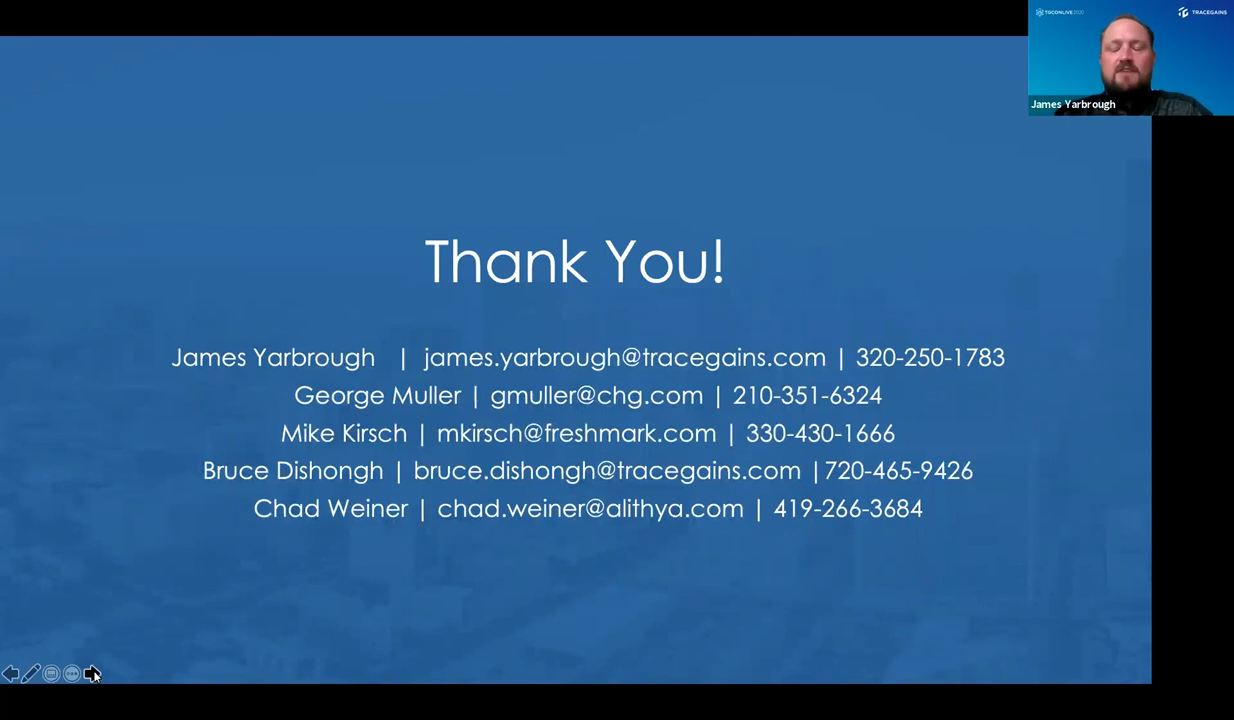 TGCONLIVE2020
TRACEGAINS
James Yarbrough
Thank You!
James Yarbrough | james.yarbrough@tracegains.com | 320-250-1783
George Muller | gmuller@chg.com | 210-351-6324
Mike Kirsch | mkirsch@freshmark.com | 330-430-1666
Bruce Dishongh | bruce.dishongh@tracegains.com |720-465-9426
Chad Weiner | chad.weiner@alithya.com | 419-266-3684